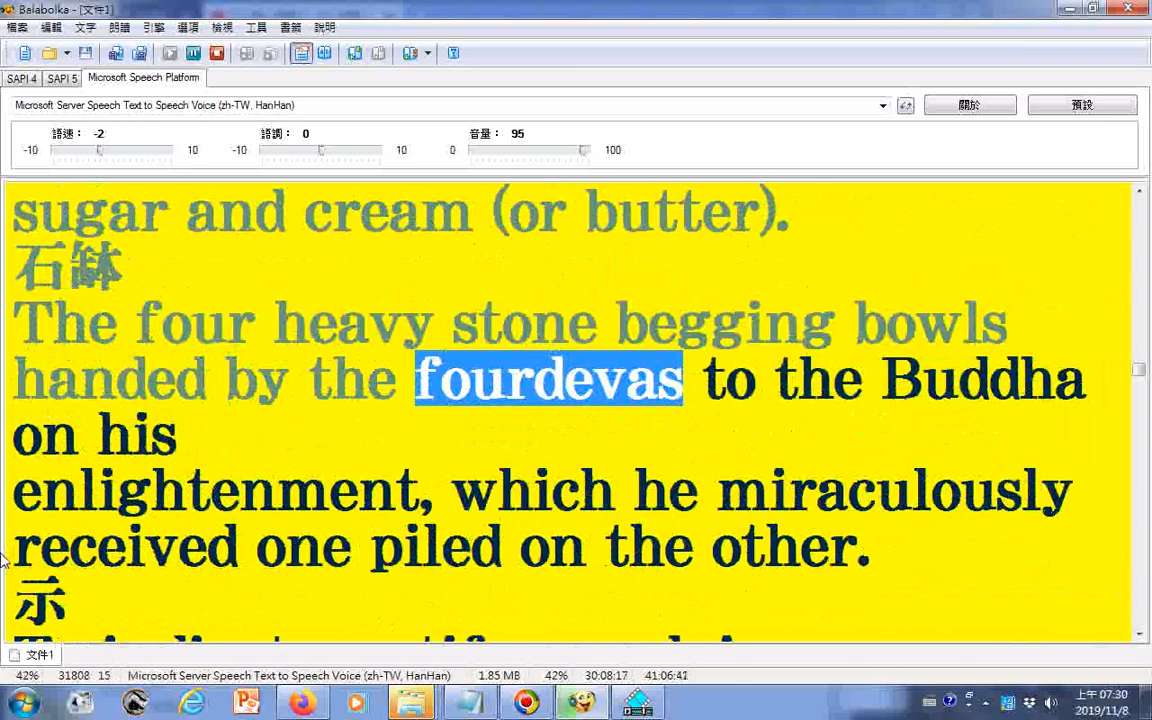 Balabolka - [文件1]
檔案 編輯 文字 朗讀 引擎 選項 檢視 工具 書籤 說明
SAPI 4 SAPI 5 Microsoft Speech Platform
Microsoft Server Speech Text to Speech Voice (zh-TW, HanHan) 關於 預設
語速： -2 語調： 0 音量： 95
-10 10 -10 10 0 100
sugar and cream (or butter).
石缽
The four heavy stone begging bowls
handed by the fourdevas to the Buddha
on his
enlightenment, which he miraculously
received one piled on the other.
示
文件1
42% 31808 15 Microsoft Server Speech Text to Speech Voice (zh-TW, HanHan) 1.85 MB 42% 30:08:17 41:06:41
上午 07:30
2019/11/8